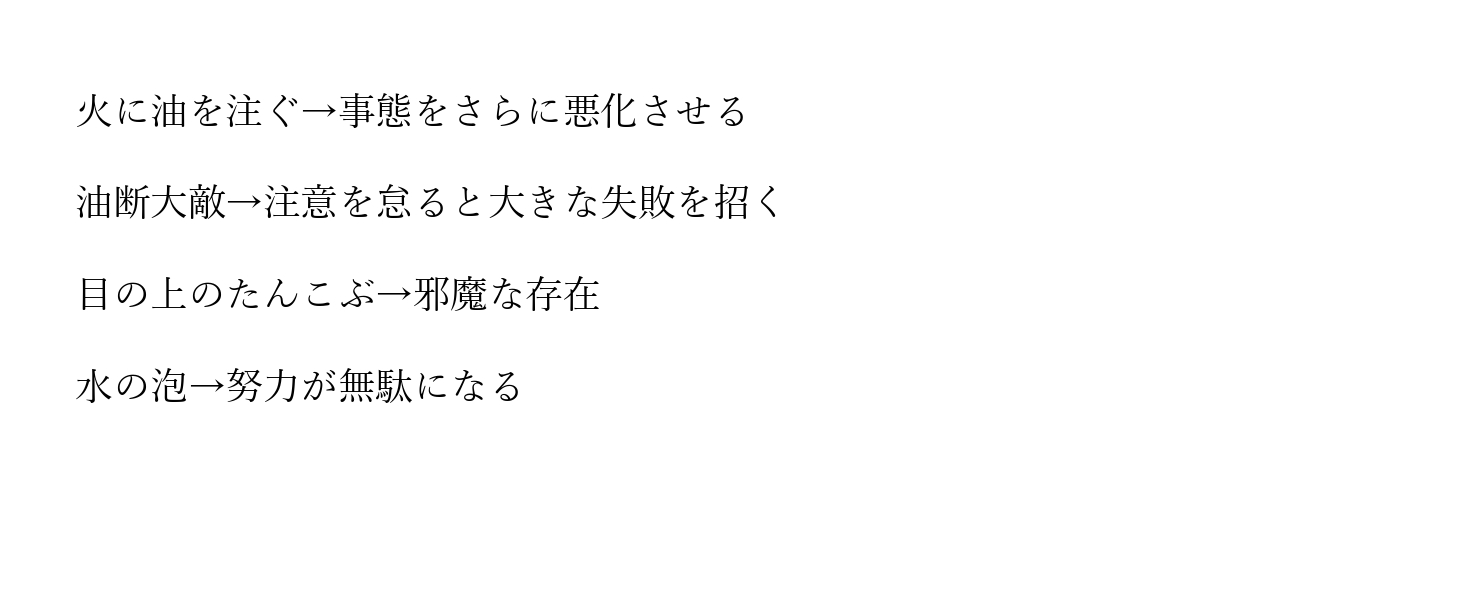 火に油を注ぐ→事態をさらに悪化させる
油断大敵→注意を怠ると大きな失敗を招く
目の上のたんこぶ→邪魔な存在
水の泡→努力が無駄になる